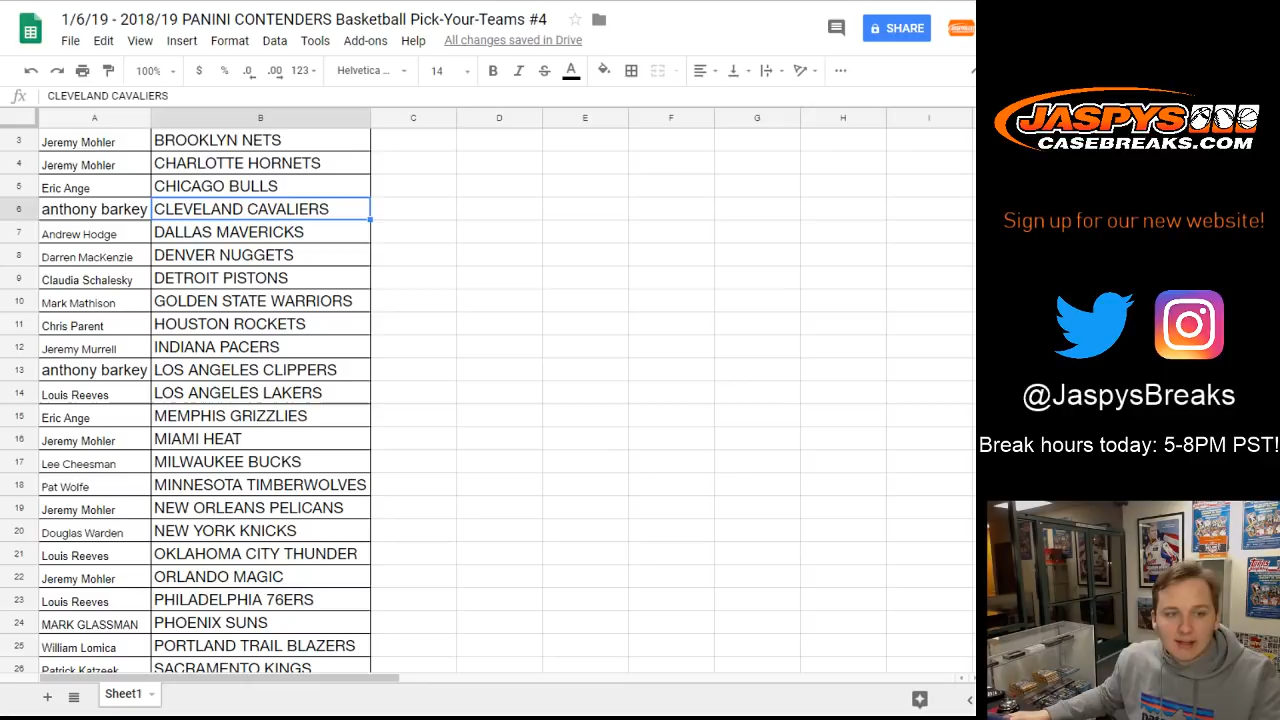 1/6/19 - 2018/19 PANINI CONTENDERS Basketball Pick-Your-Teams #4
File Edit View Insert Format Data Tools Add-ons Help All changes saved in Drive
SHARE
100% $ % .0 .00 123 Helvetica ... 14 B I S A
fx CLEVELAND CAVALIERS
A B C D E F G H I
3 Jeremy Mohler BROOKLYN NETS
4 Jeremy Mohler CHARLOTTE HORNETS
5 Eric Ange CHICAGO BULLS
6 anthony barkey CLEVELAND CAVALIERS
7 Andrew Hodge DALLAS MAVERICKS
8 Darren MacKenzie DENVER NUGGETS
9 Claudia Schalesky DETROIT PISTONS
10 Mark Mathison GOLDEN STATE WARRIORS
11 Chris Parent HOUSTON ROCKETS
12 Jeremy Murrell INDIANA PACERS
13 anthony barkey LOS ANGELES CLIPPERS
14 Louis Reeves LOS ANGELES LAKERS
15 Eric Ange MEMPHIS GRIZZLIES
16 Jeremy Mohler MIAMI HEAT
17 Lee Cheesman MILWAUKEE BUCKS
18 Pat Wolfe MINNESOTA TIMBERWOLVES
19 Jeremy Mohler NEW ORLEANS PELICANS
20 Douglas Warden NEW YORK KNICKS
21 Louis Reeves OKLAHOMA CITY THUNDER
22 Jeremy Mohler ORLANDO MAGIC
23 Louis Reeves PHILADELPHIA 76ERS
24 MARK GLASSMAN PHOENIX SUNS
25 William Lomica PORTLAND TRAIL BLAZERS
26 Patrick Katzeek SACRAMENTO KINGS
Sheet1
JASPYS
CASEBREAKS.COM
Sign up for our new website!
@JaspysBreaks
Break hours today: 5-8PM PST!
topps